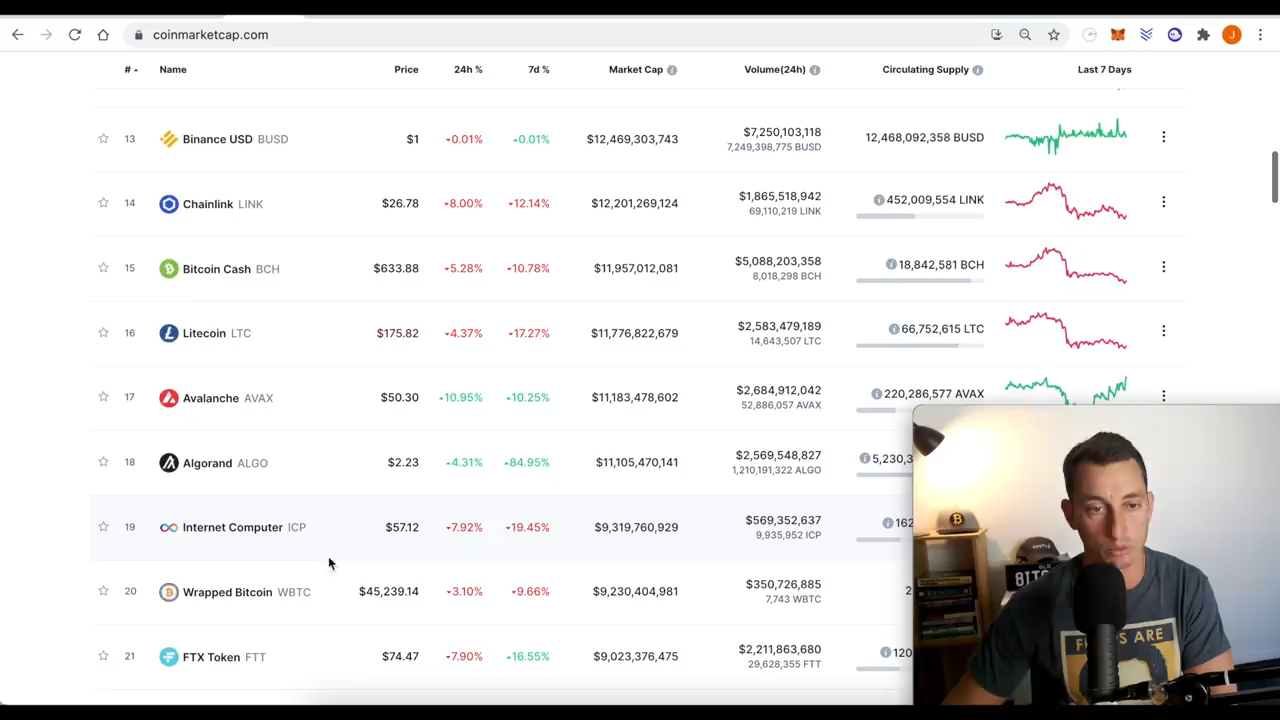 coinmarketcap.com
J
# Name Price 24h % 7d % Market Cap Volume(24h) Circulating Supply Last 7 Days
13 Binance USD BUSD $1 0.01% 0.01% $12,469,303,743 $7,250,103,118 12,468,092,358 BUSD
7,249,398,775 BUSD
14 Chainlink LINK $26.78 8.00% 12.14% $12,201,269,124 $1,865,518,942 452,009,554 LINK
69,110,219 LINK
15 Bitcoin Cash BCH $633.88 5.28% 10.78% $11,957,012,081 $5,088,203,358 18,842,581 BCH
8,018,298 BCH
16 Litecoin LTC $175.82 4.37% 17.27% $11,776,822,679 $2,583,479,189 66,752,615 LTC
14,643,507 LTC
17 Avalanche AVAX $50.30 10.95% 10.25% $11,183,478,602 $2,684,912,042 220,286,577 AVAX
52,886,057 AVAX
18 Algorand ALGO $2.23 4.31% 84.95% $11,105,470,141 $2,569,548,827 5,230,3
1,210,191,322 ALGO
19 Internet Computer ICP $57.12 7.92% 19.45% $9,319,760,929 $569,352,637 162
9,935,952 ICP
20 Wrapped Bitcoin WBTC $45,239.14 3.10% 9.66% $9,230,404,981 $350,726,885 2
7,743 WBTC
21 FTX Token FTT $74.47 7.90% 16.55% $9,023,376,475 $2,211,863,680 120
29,628,355 FTT
ARE